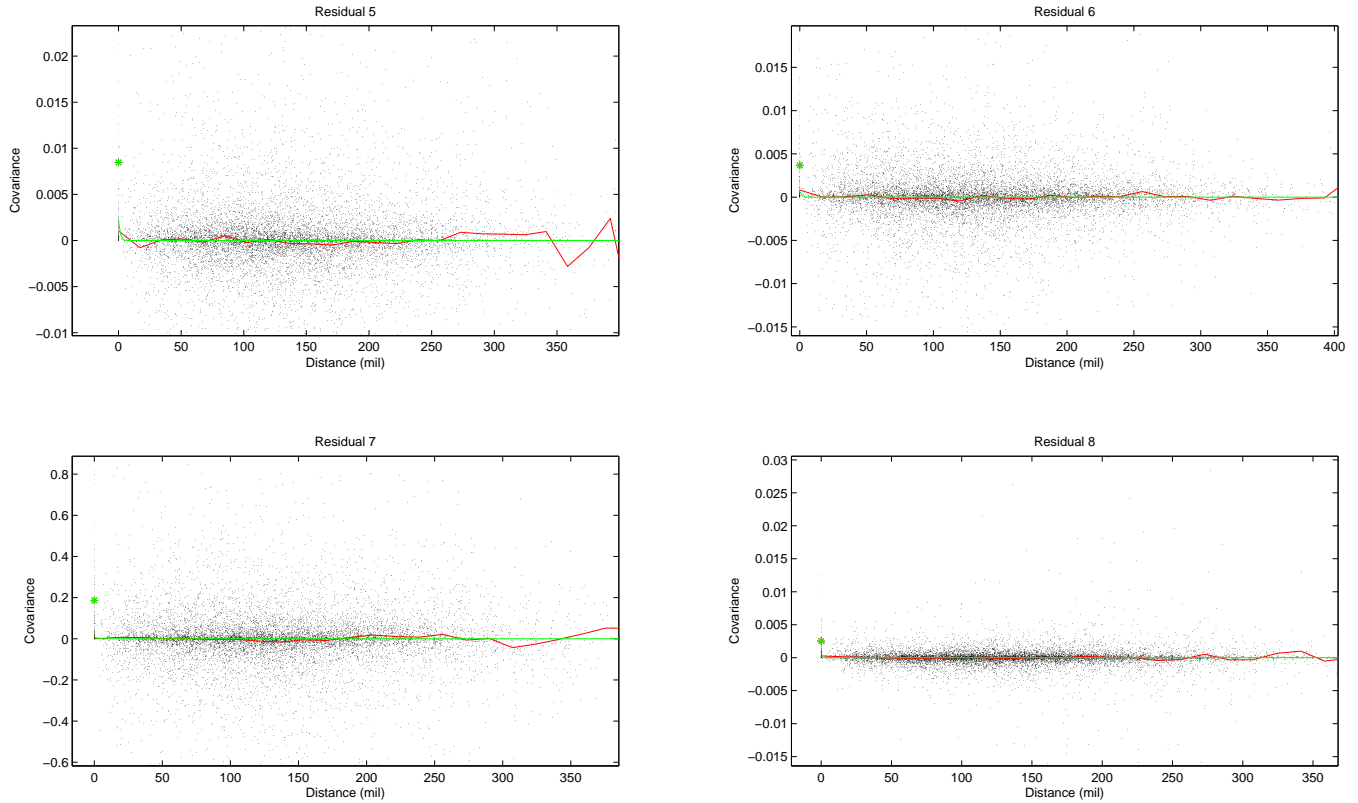 Residual 5
0.02
0.015
0.01
0.005
0
−0.005
−0.01
Covariance
0 50 100 150 200 250 300 350
Distance (mil)
Residual 6
0.015
0.01
0.005
0
−0.005
−0.01
−0.015
Covariance
0 50 100 150 200 250 300 350 400
Distance (mil)
Residual 7
0.8
0.6
0.4
0.2
0
−0.2
−0.4
−0.6
Covariance
0 50 100 150 200 250 300 350
Distance (mil)
Residual 8
0.03
0.025
0.02
0.015
0.01
0.005
0
−0.005
−0.01
−0.015
Covariance
0 50 100 150 200 250 300 350
Distance (mil)